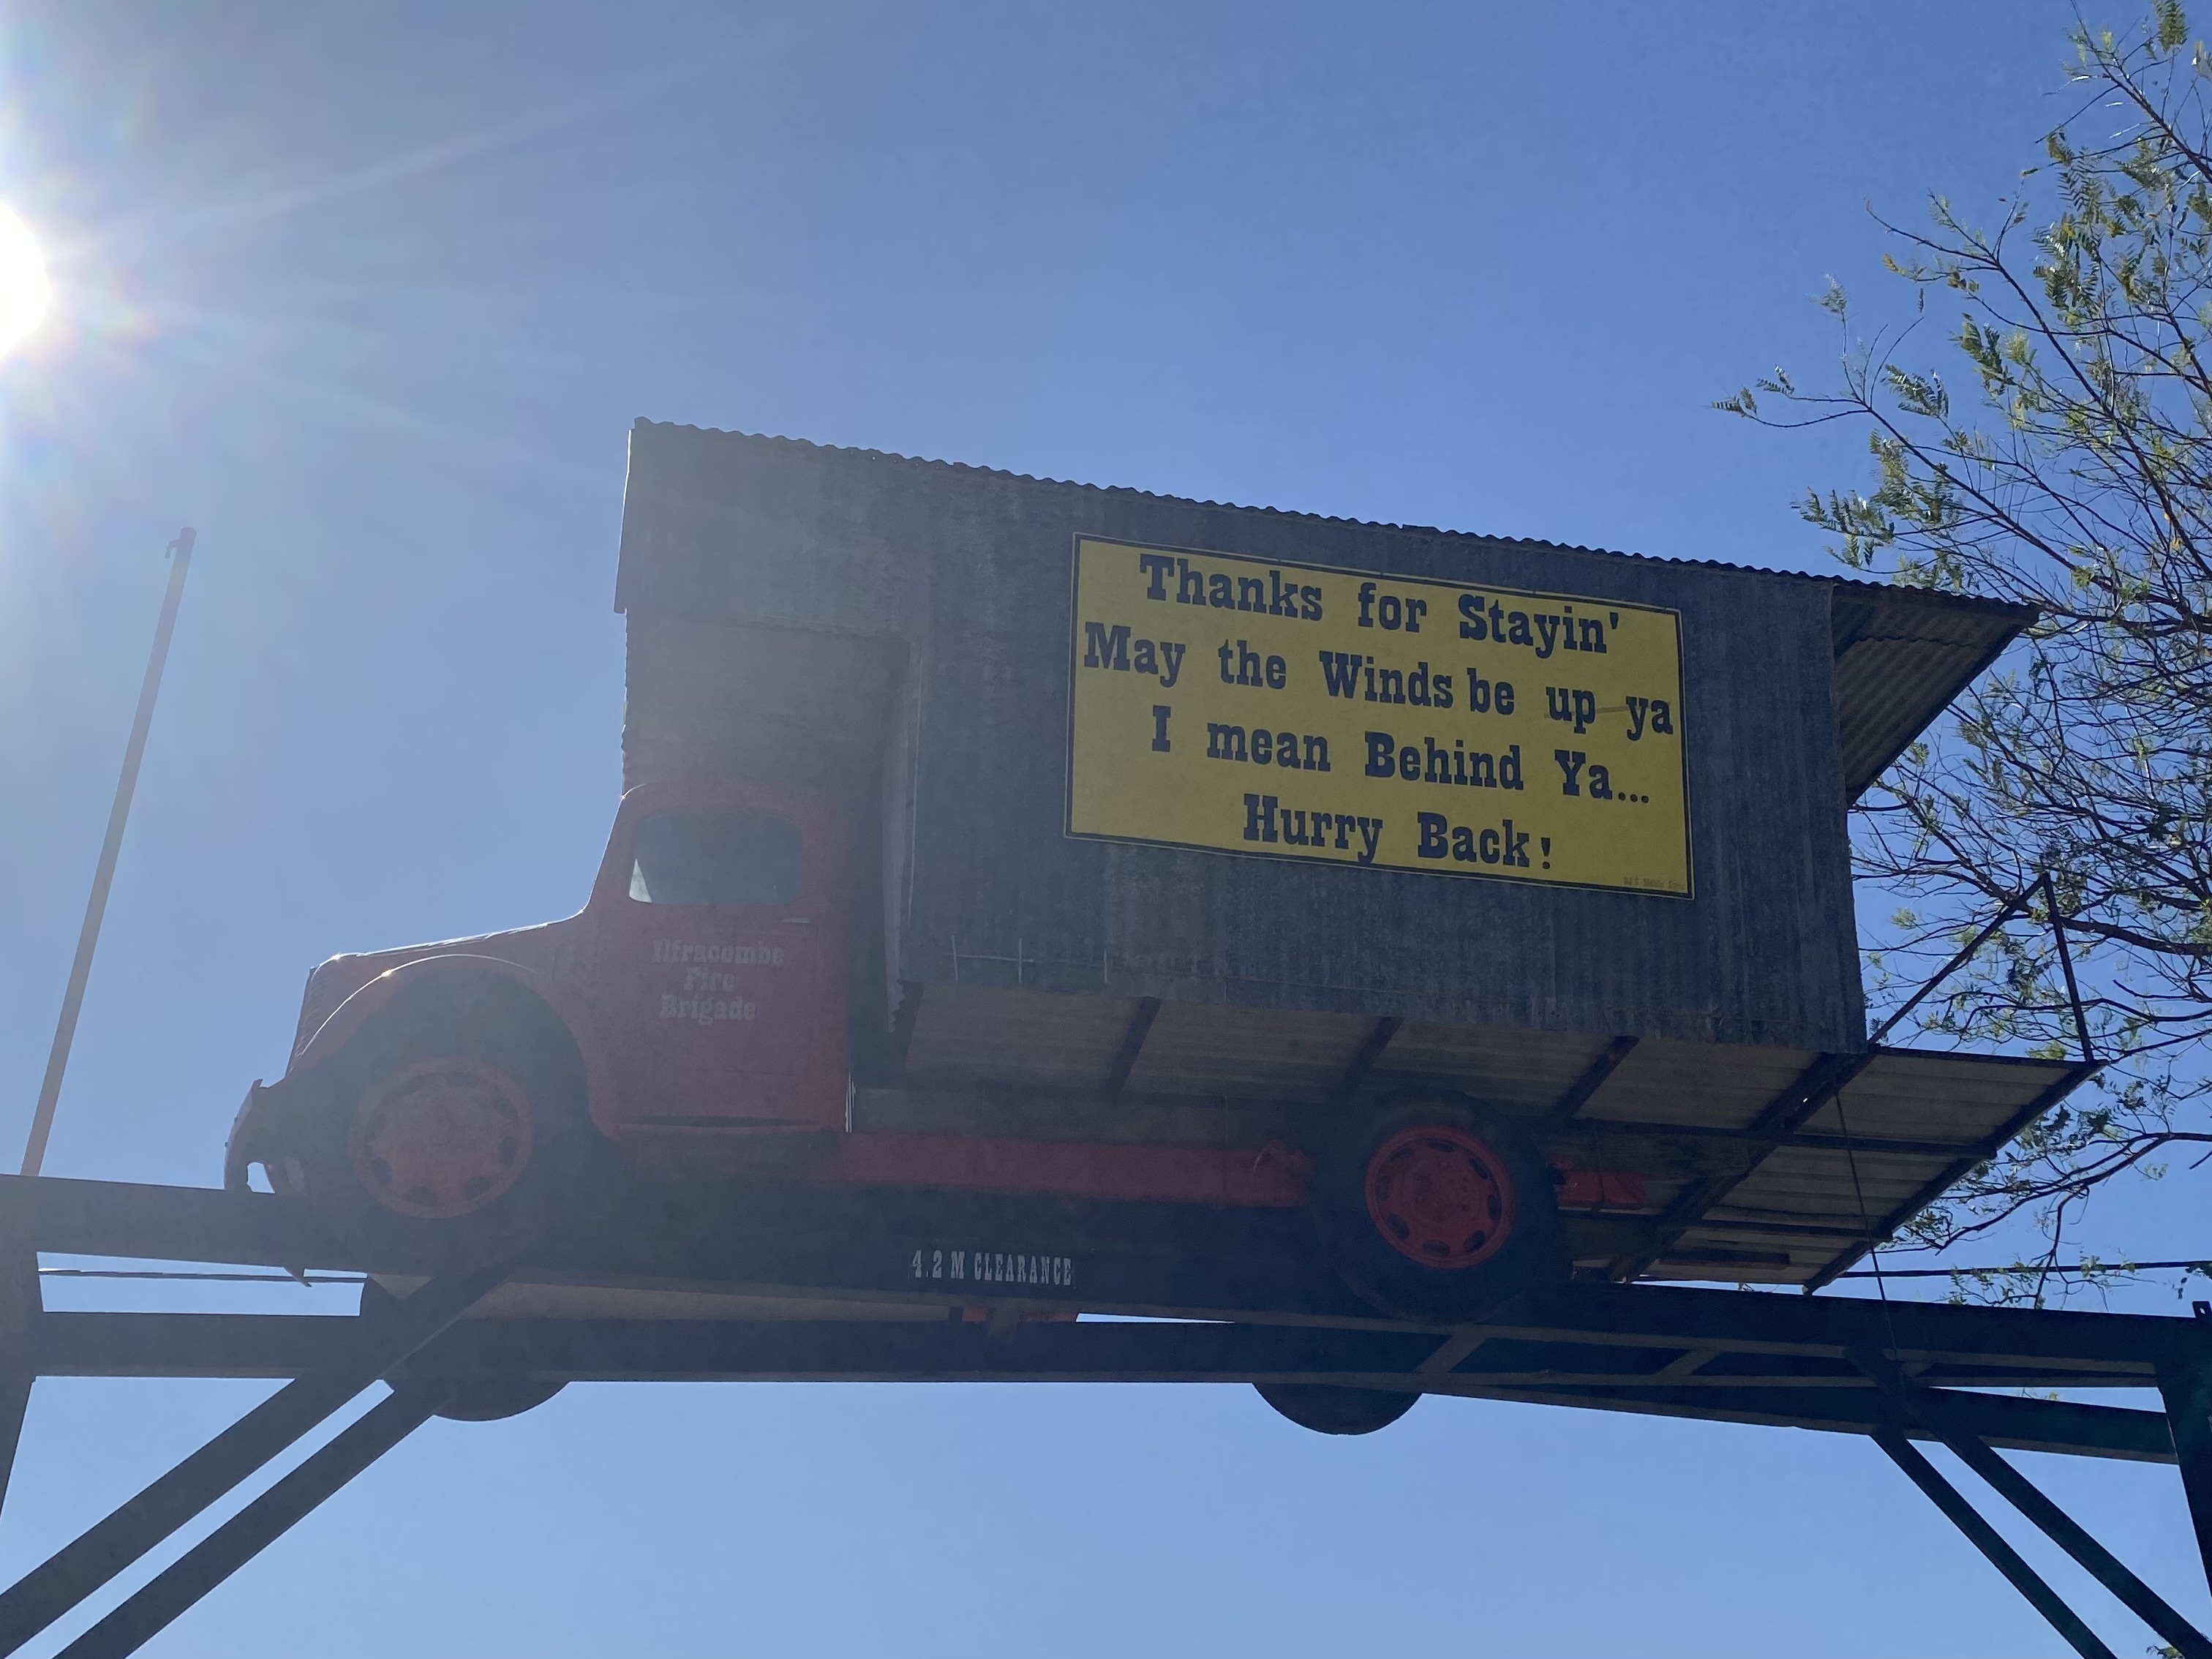 Thanks for Stayin'
May the Winds be up ya
I mean Behind Ya...
Hurry Back!
Ilfracombe
Fire
Brigade
4.2 M CLEARANCE